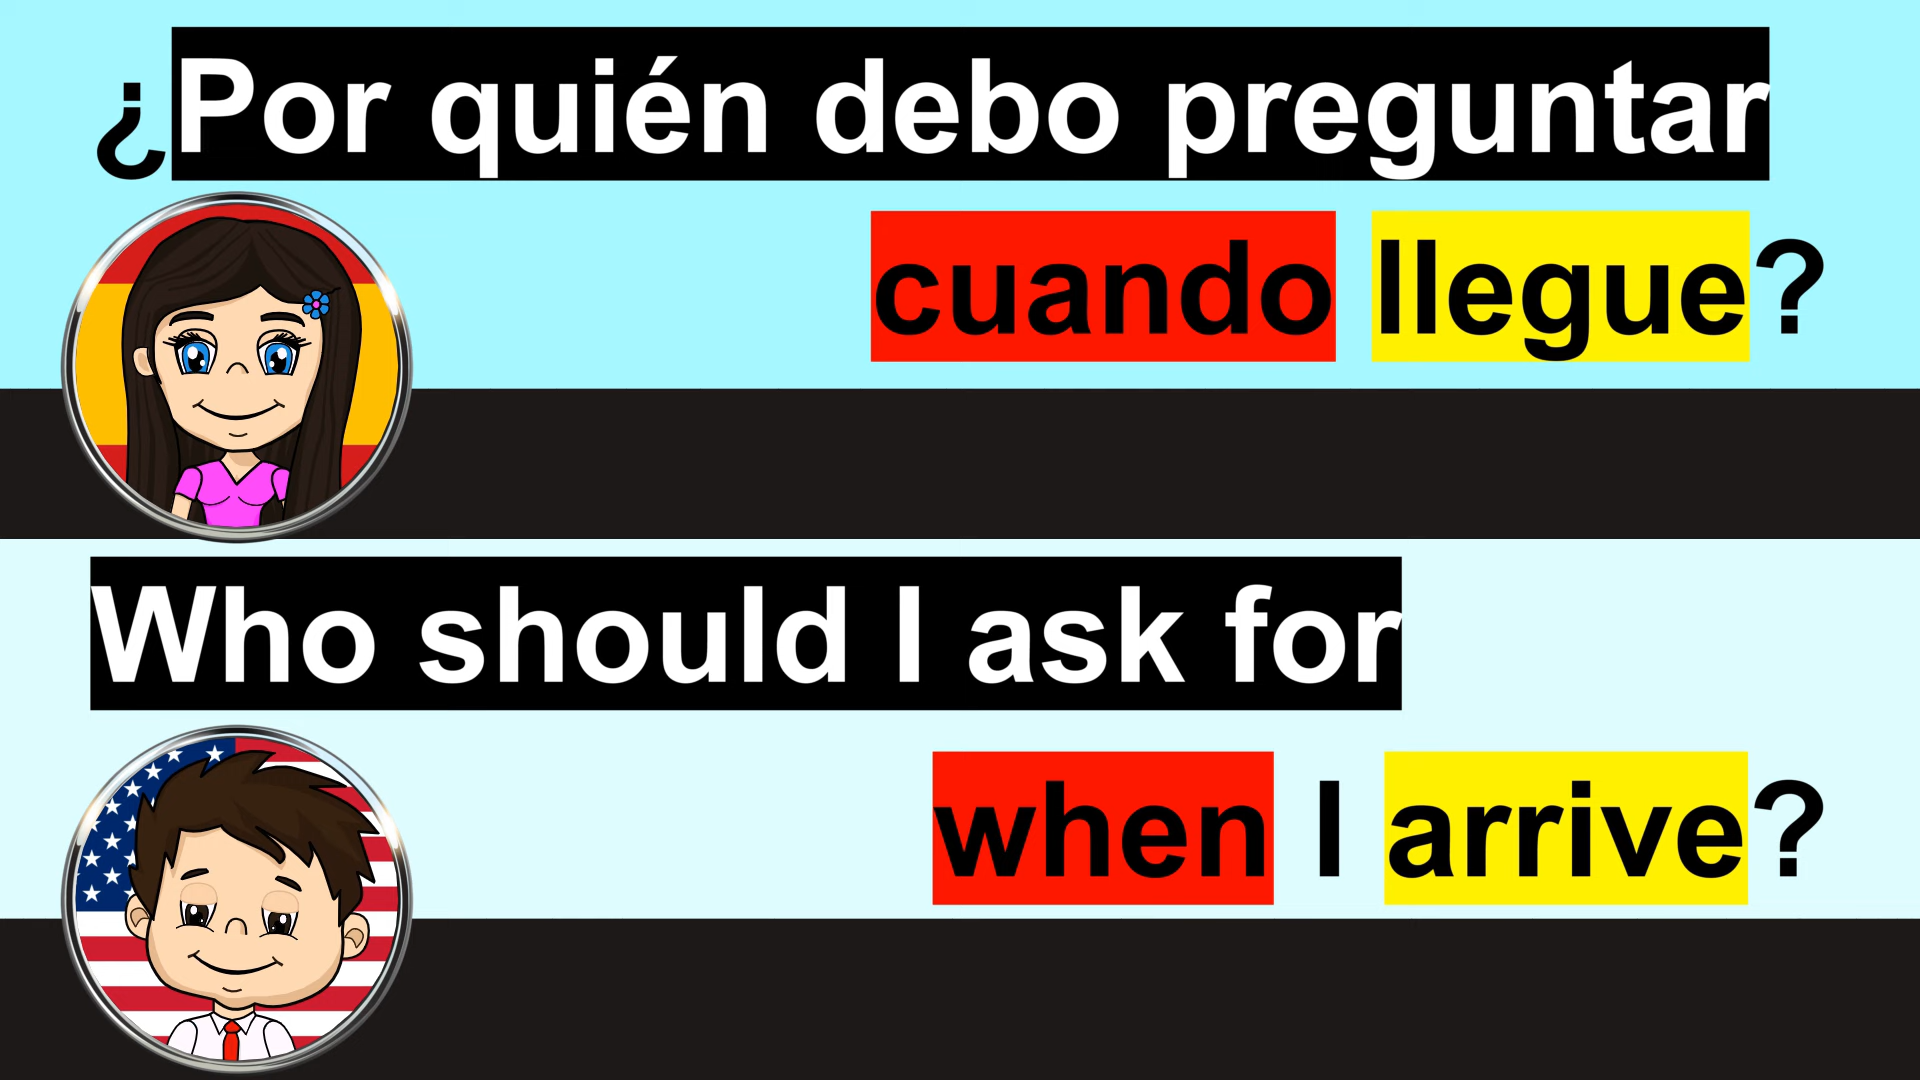 ¿Por quién debo preguntar
cuando llegue?
Who should I ask for
when I arrive?